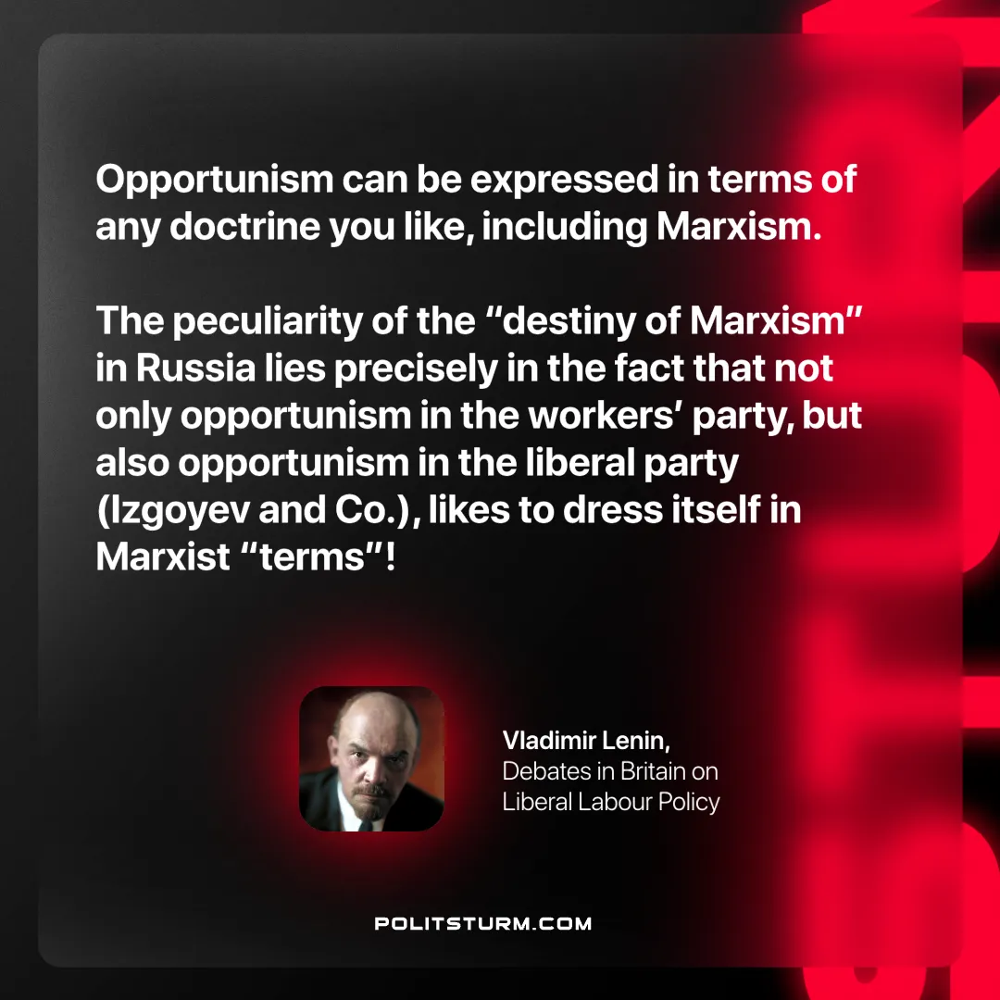 Opportunism can be expressed in terms of
any doctrine you like, including Marxism.
The peculiarity of the “destiny of Marxism”
in Russia lies precisely in the fact that not
only opportunism in the workers’ party, but
also opportunism in the liberal party
(Izgoyev and Co.), likes to dress itself in
Marxist “terms”!
Vladimir Lenin,
Debates in Britain on
Liberal Labour Policy
POLITSTURM.COM